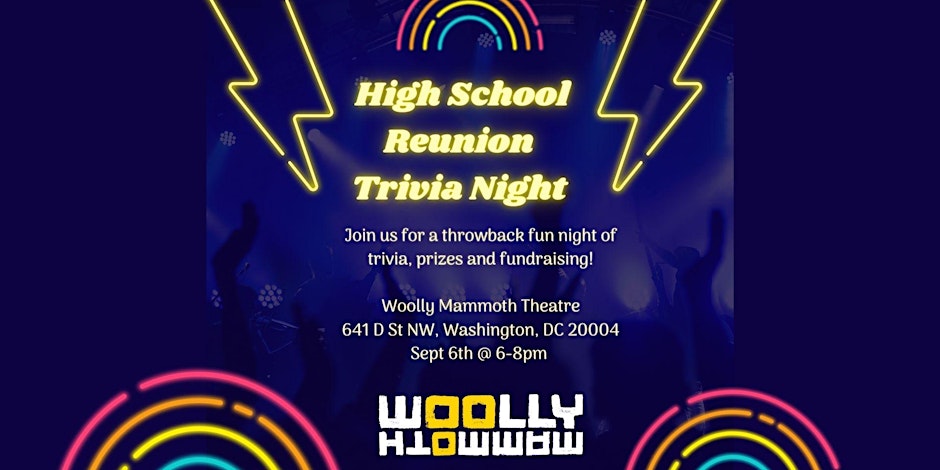 High School
Reunion
Trivia Night
Join us for a throwback fun night of
trivia, prizes and fundraising!
Woolly Mammoth Theatre
641 D St NW, Washington, DC 20004
Sept 6th @ 6-8pm
WOOLLY
MAMMOTH